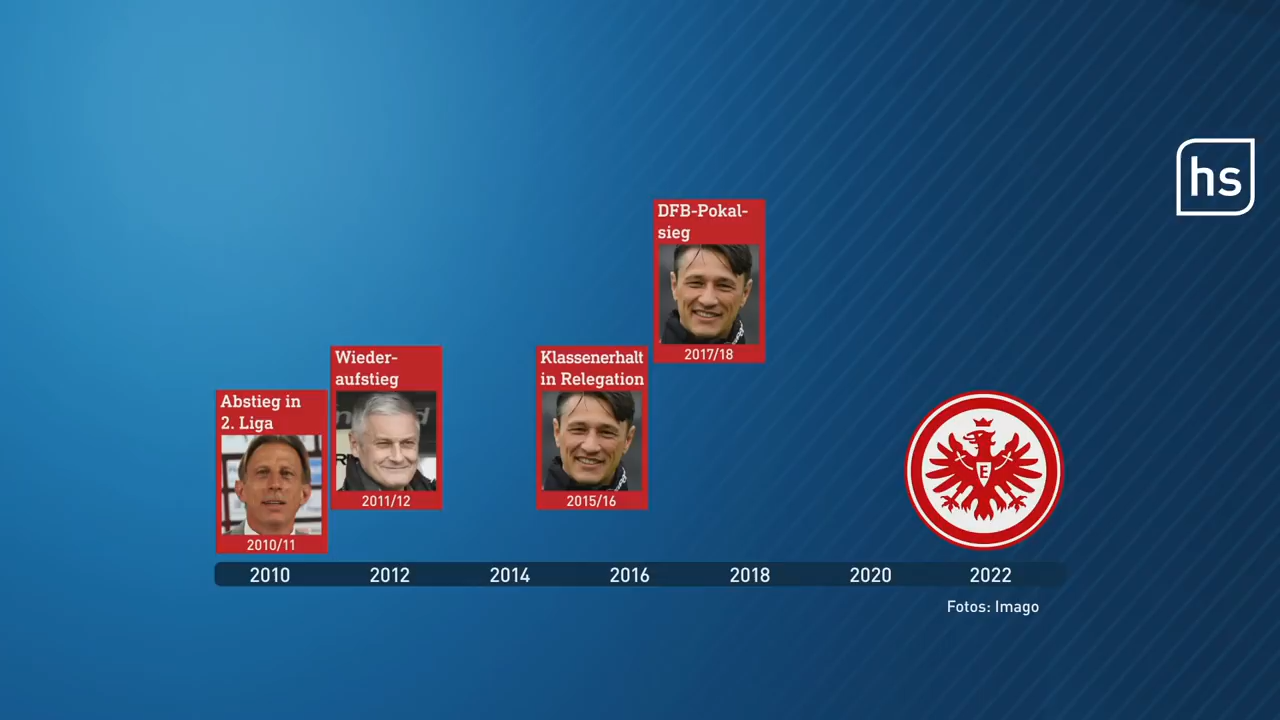 hs
DFB-Pokal-
sieg
2017/18
Wieder-
aufstieg
2011/12
Klassenerhalt
in Relegation
2015/16
Abstieg in
2. Liga
2010/11
E
2010 2012 2014 2016 2018 2020 2022
Fotos: Imago